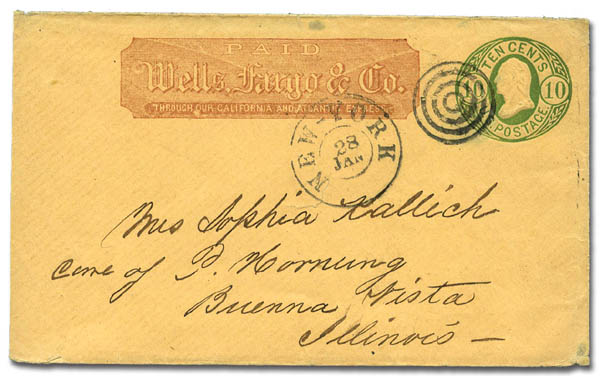 PAID
Wells, Fargo & Co.
THROUGH OUR CALIFORNIA AND ATLANTIC EXPRESS
TEN CENTS
10 10
U.S. POSTAGE
NEW-YORK
28
JAN
Mrs Sophia Kallich
care of P. Hornung
Buenna Vista
Illinois —